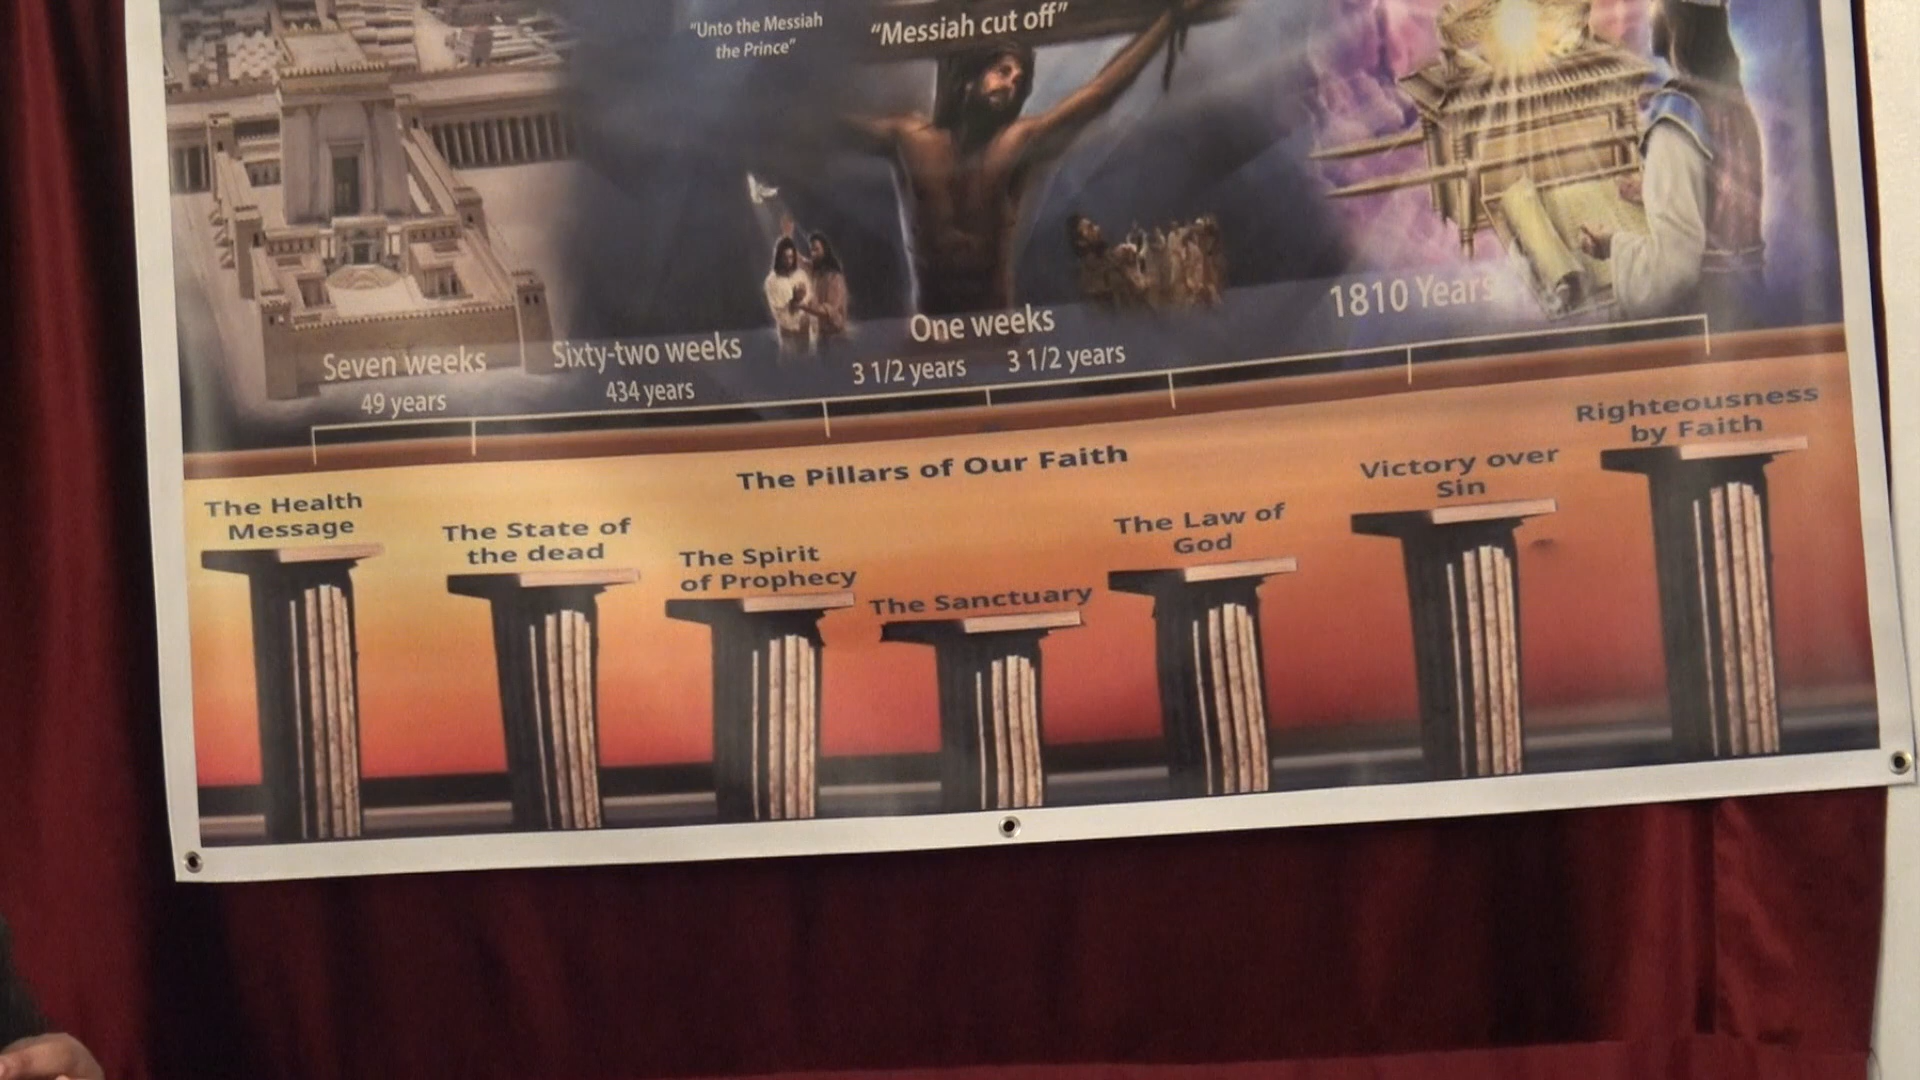 "Unto the Messiah
the Prince"
"Messiah cut off"
1810 Years
One weeks
Seven weeks
Sixty-two weeks
3 1/2 years
3 1/2 years
49 years
434 years
The Pillars of Our Faith
The Health
Message
The State of
the dead
The Spirit
of Prophecy
The Sanctuary
The Law of
God
Victory over
Sin
Righteousness
by Faith